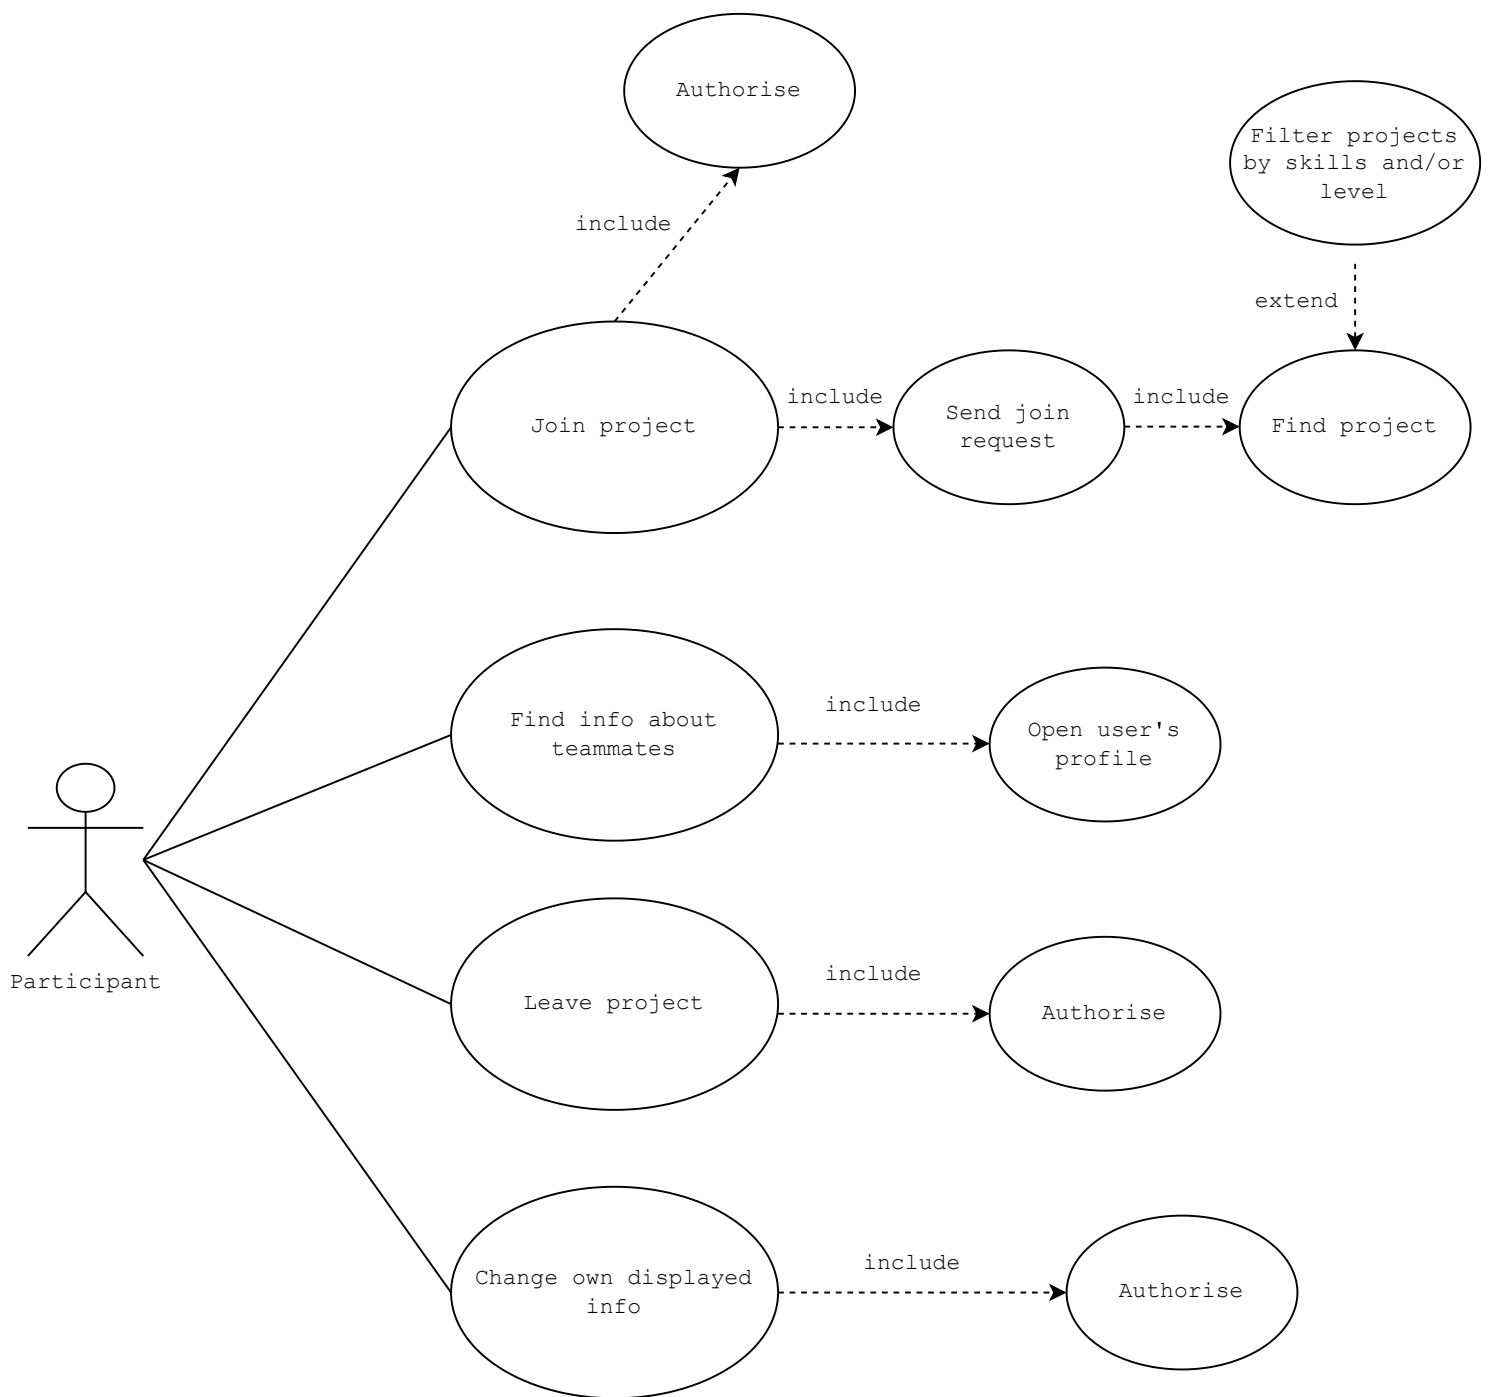 Authorise
Filter projects
by skills and/or
level
include
extend
Join project
include
Send join
request
include
Find project
Find info about
teammates
include
Open user's
profile
Participant
Leave project
include
Authorise
Change own displayed
info
include
Authorise